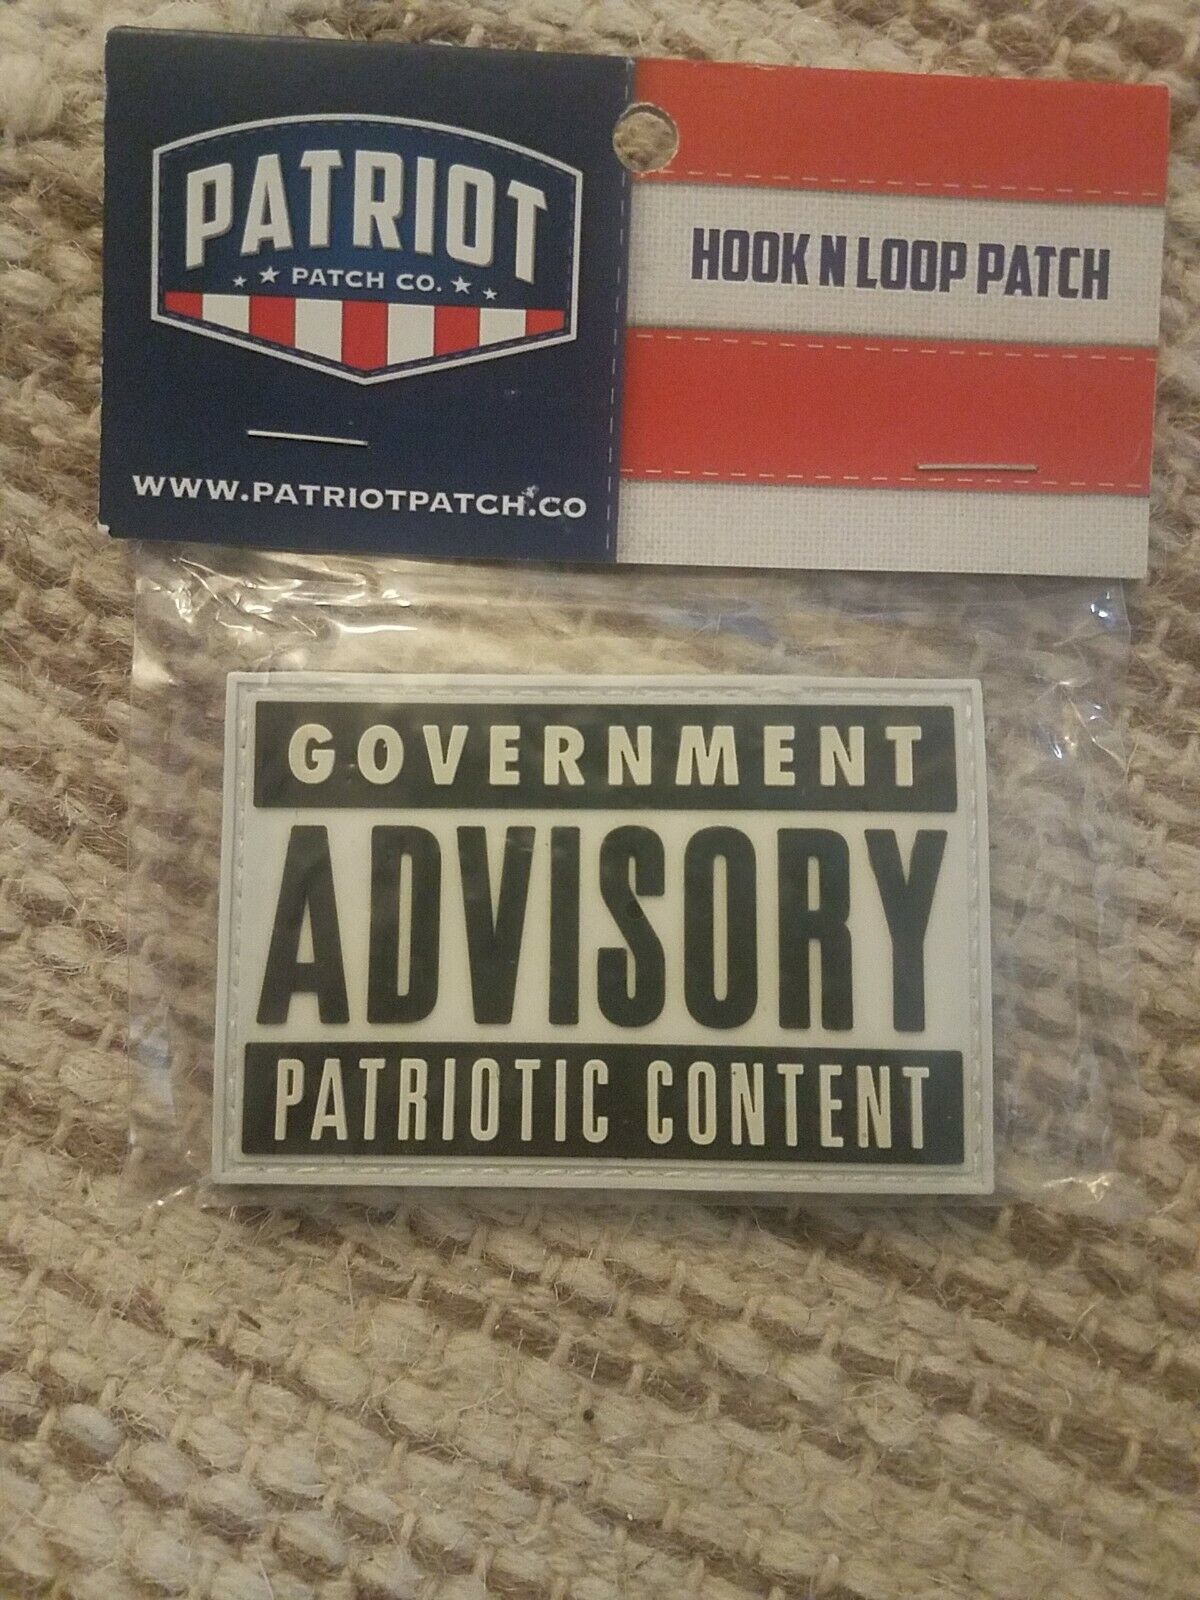 PATRIOT
PATCH CO.
WWW.PATRIOTPATCH.CO
HOOK N LOOP PATCH
GOVERNMENT
ADVISORY
PATRIOTIC CONTENT